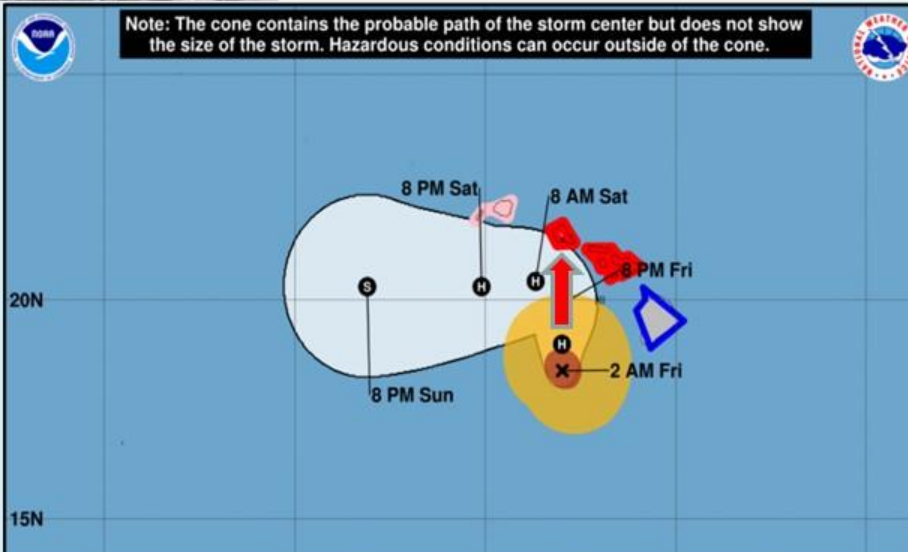 Note: The cone contains the probable path of the storm center but does not show
the size of the storm. Hazardous conditions can occur outside of the cone.
NOAA
NATIONAL WEATHER
8 PM Sat
8 AM Sat
H
8 PM Fri
S
H
20N
H
2 AM Fri
8 PM Sun
15N